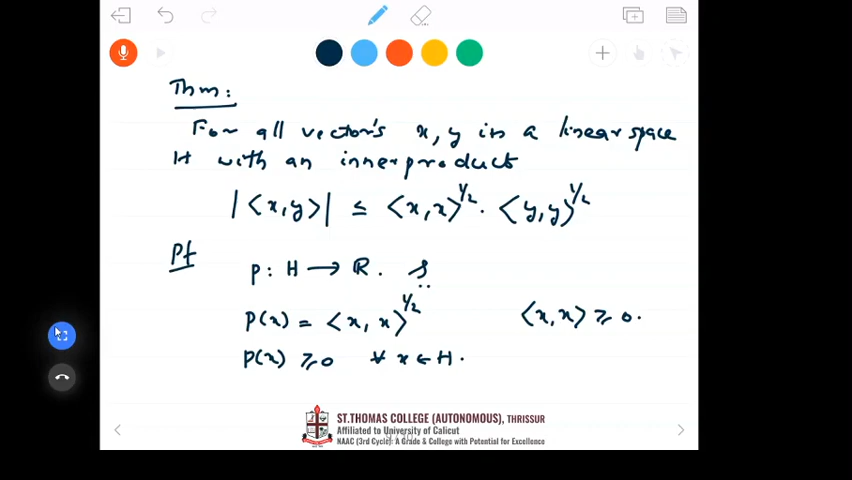 Thm:
For all vector's x, y in a linear space
H with an inner product
|<x,y>| ≤ <x,x>^1/2 . <y,y>^1/2
Pf
p: H → R.
P(x) = <x, x>^1/2 <x,x> ≥ 0.
P(x) ≥ 0 ∀ x ∈ H.
ST.THOMAS COLLEGE (AUTONOMOUS), THRISSUR
Affiliated to University of Calicut
NAAC (3rd Cycle): A Grade & College with Potential for Excellence